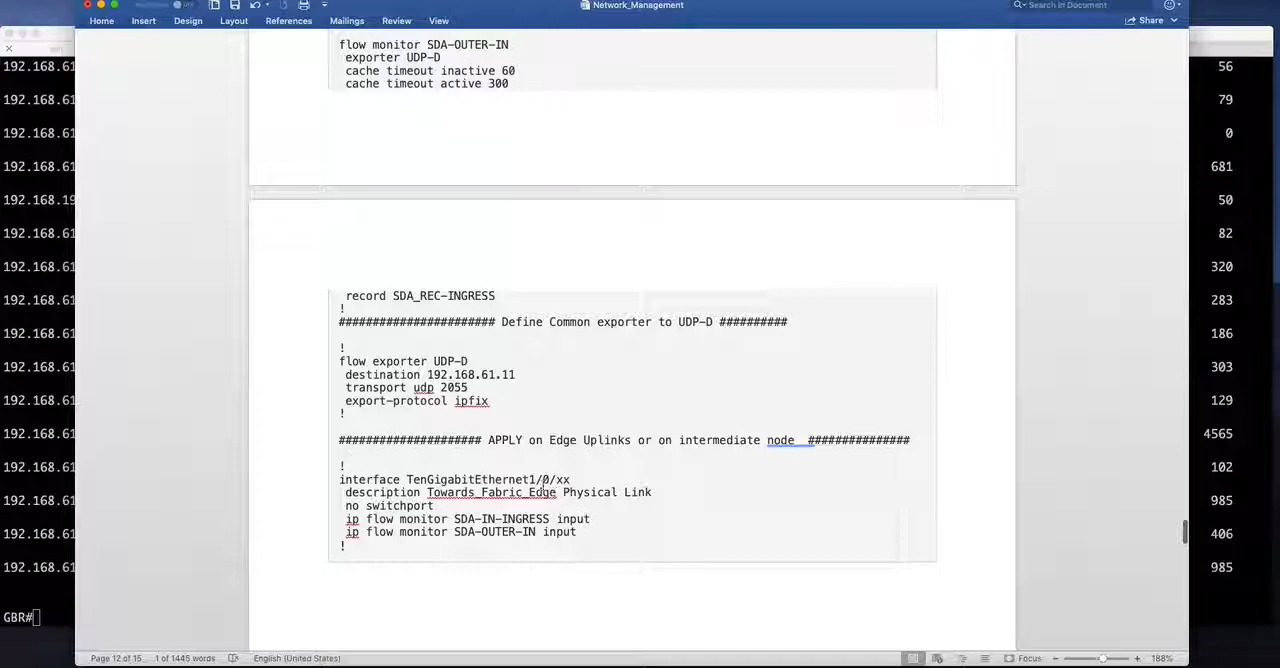 Network_Management
Search in Document
Home Insert Design Layout References Mailings Review View
Share
flow monitor SDA-OUTER-IN
exporter UDP-D
cache timeout inactive 60
cache timeout active 300
record SDA_REC-INGRESS
!
####################### Define Common exporter to UDP-D ##########
!
flow exporter UDP-D
destination 192.168.61.11
transport udp 2055
export-protocol ipfix
!
##################### APPLY on Edge Uplinks or on intermediate node ###############
!
interface TenGigabitEthernet1/0/xx
description Towards_Fabric_Edge Physical Link
no switchport
ip flow monitor SDA-IN-INGRESS input
ip flow monitor SDA-OUTER-IN input
!
192.168.61 56
192.168.61 79
192.168.61 0
192.168.61 681
192.168.19 50
192.168.61 82
192.168.61 320
192.168.61 283
192.168.61 186
192.168.61 303
192.168.61 129
192.168.61 4565
192.168.61 102
192.168.61 985
192.168.61 406
192.168.61 985
GBR#
Page 12 of 15 1 of 1445 words English (United States) Focus 188%